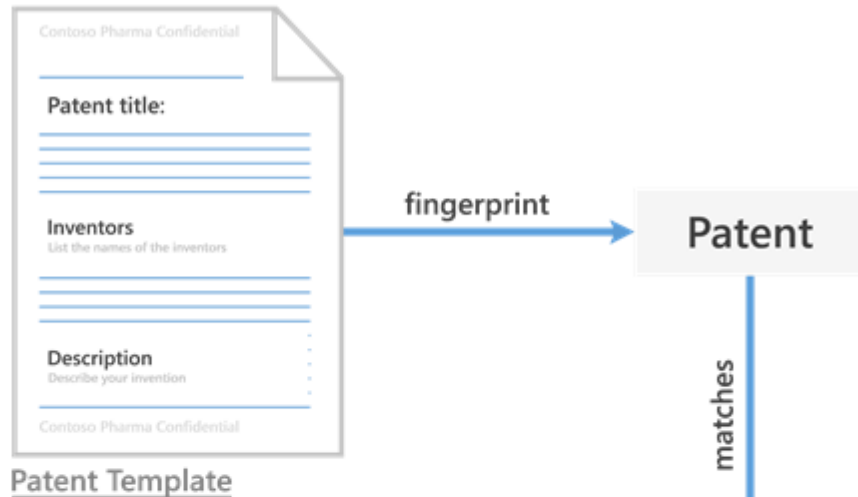 Contoso Pharma Confidential
Patent title:
Inventors
List the names of the inventors
Description
Describe your invention
Contoso Pharma Confidential
Patent Template
fingerprint
Patent
matches